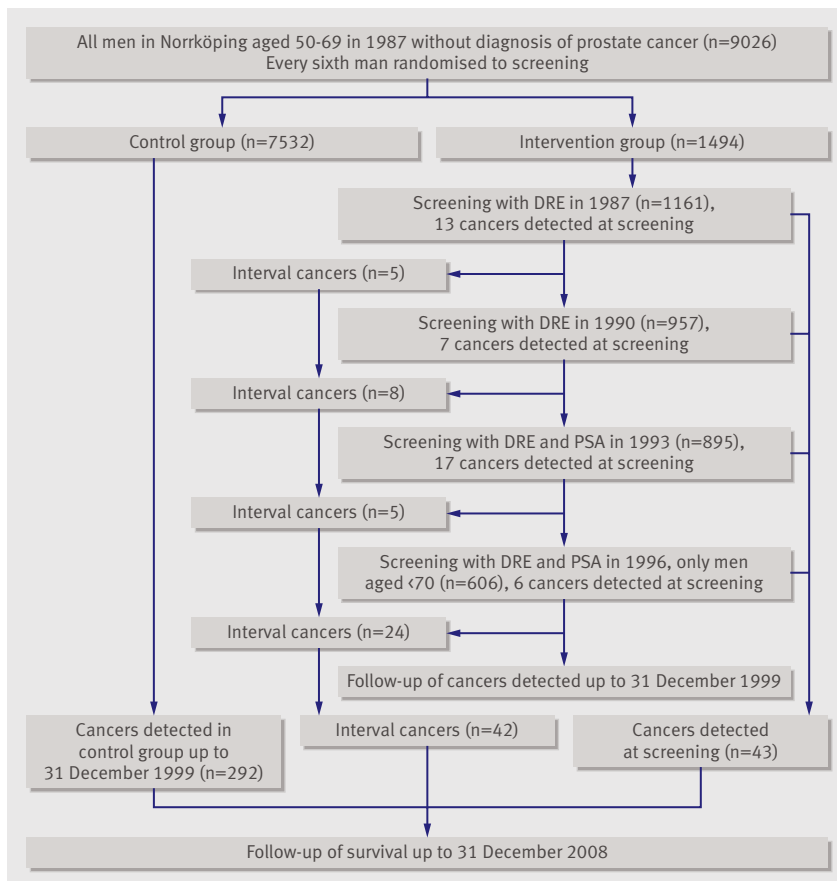 All men in Norrköping aged 50-69 in 1987 without diagnosis of prostate cancer (n=9026)
Every sixth man randomised to screening
Control group (n=7532)
Intervention group (n=1494)
Screening with DRE in 1987 (n=1161),
13 cancers detected at screening
Interval cancers (n=5)
Screening with DRE in 1990 (n=957),
7 cancers detected at screening
Interval cancers (n=8)
Screening with DRE and PSA in 1993 (n=895),
17 cancers detected at screening
Interval cancers (n=5)
Screening with DRE and PSA in 1996, only men
aged <70 (n=606), 6 cancers detected at screening
Interval cancers (n=24)
Follow-up of cancers detected up to 31 December 1999
Cancers detected in
control group up to
31 December 1999 (n=292)
Interval cancers (n=42)
Cancers detected
at screening (n=43)
Follow-up of survival up to 31 December 2008